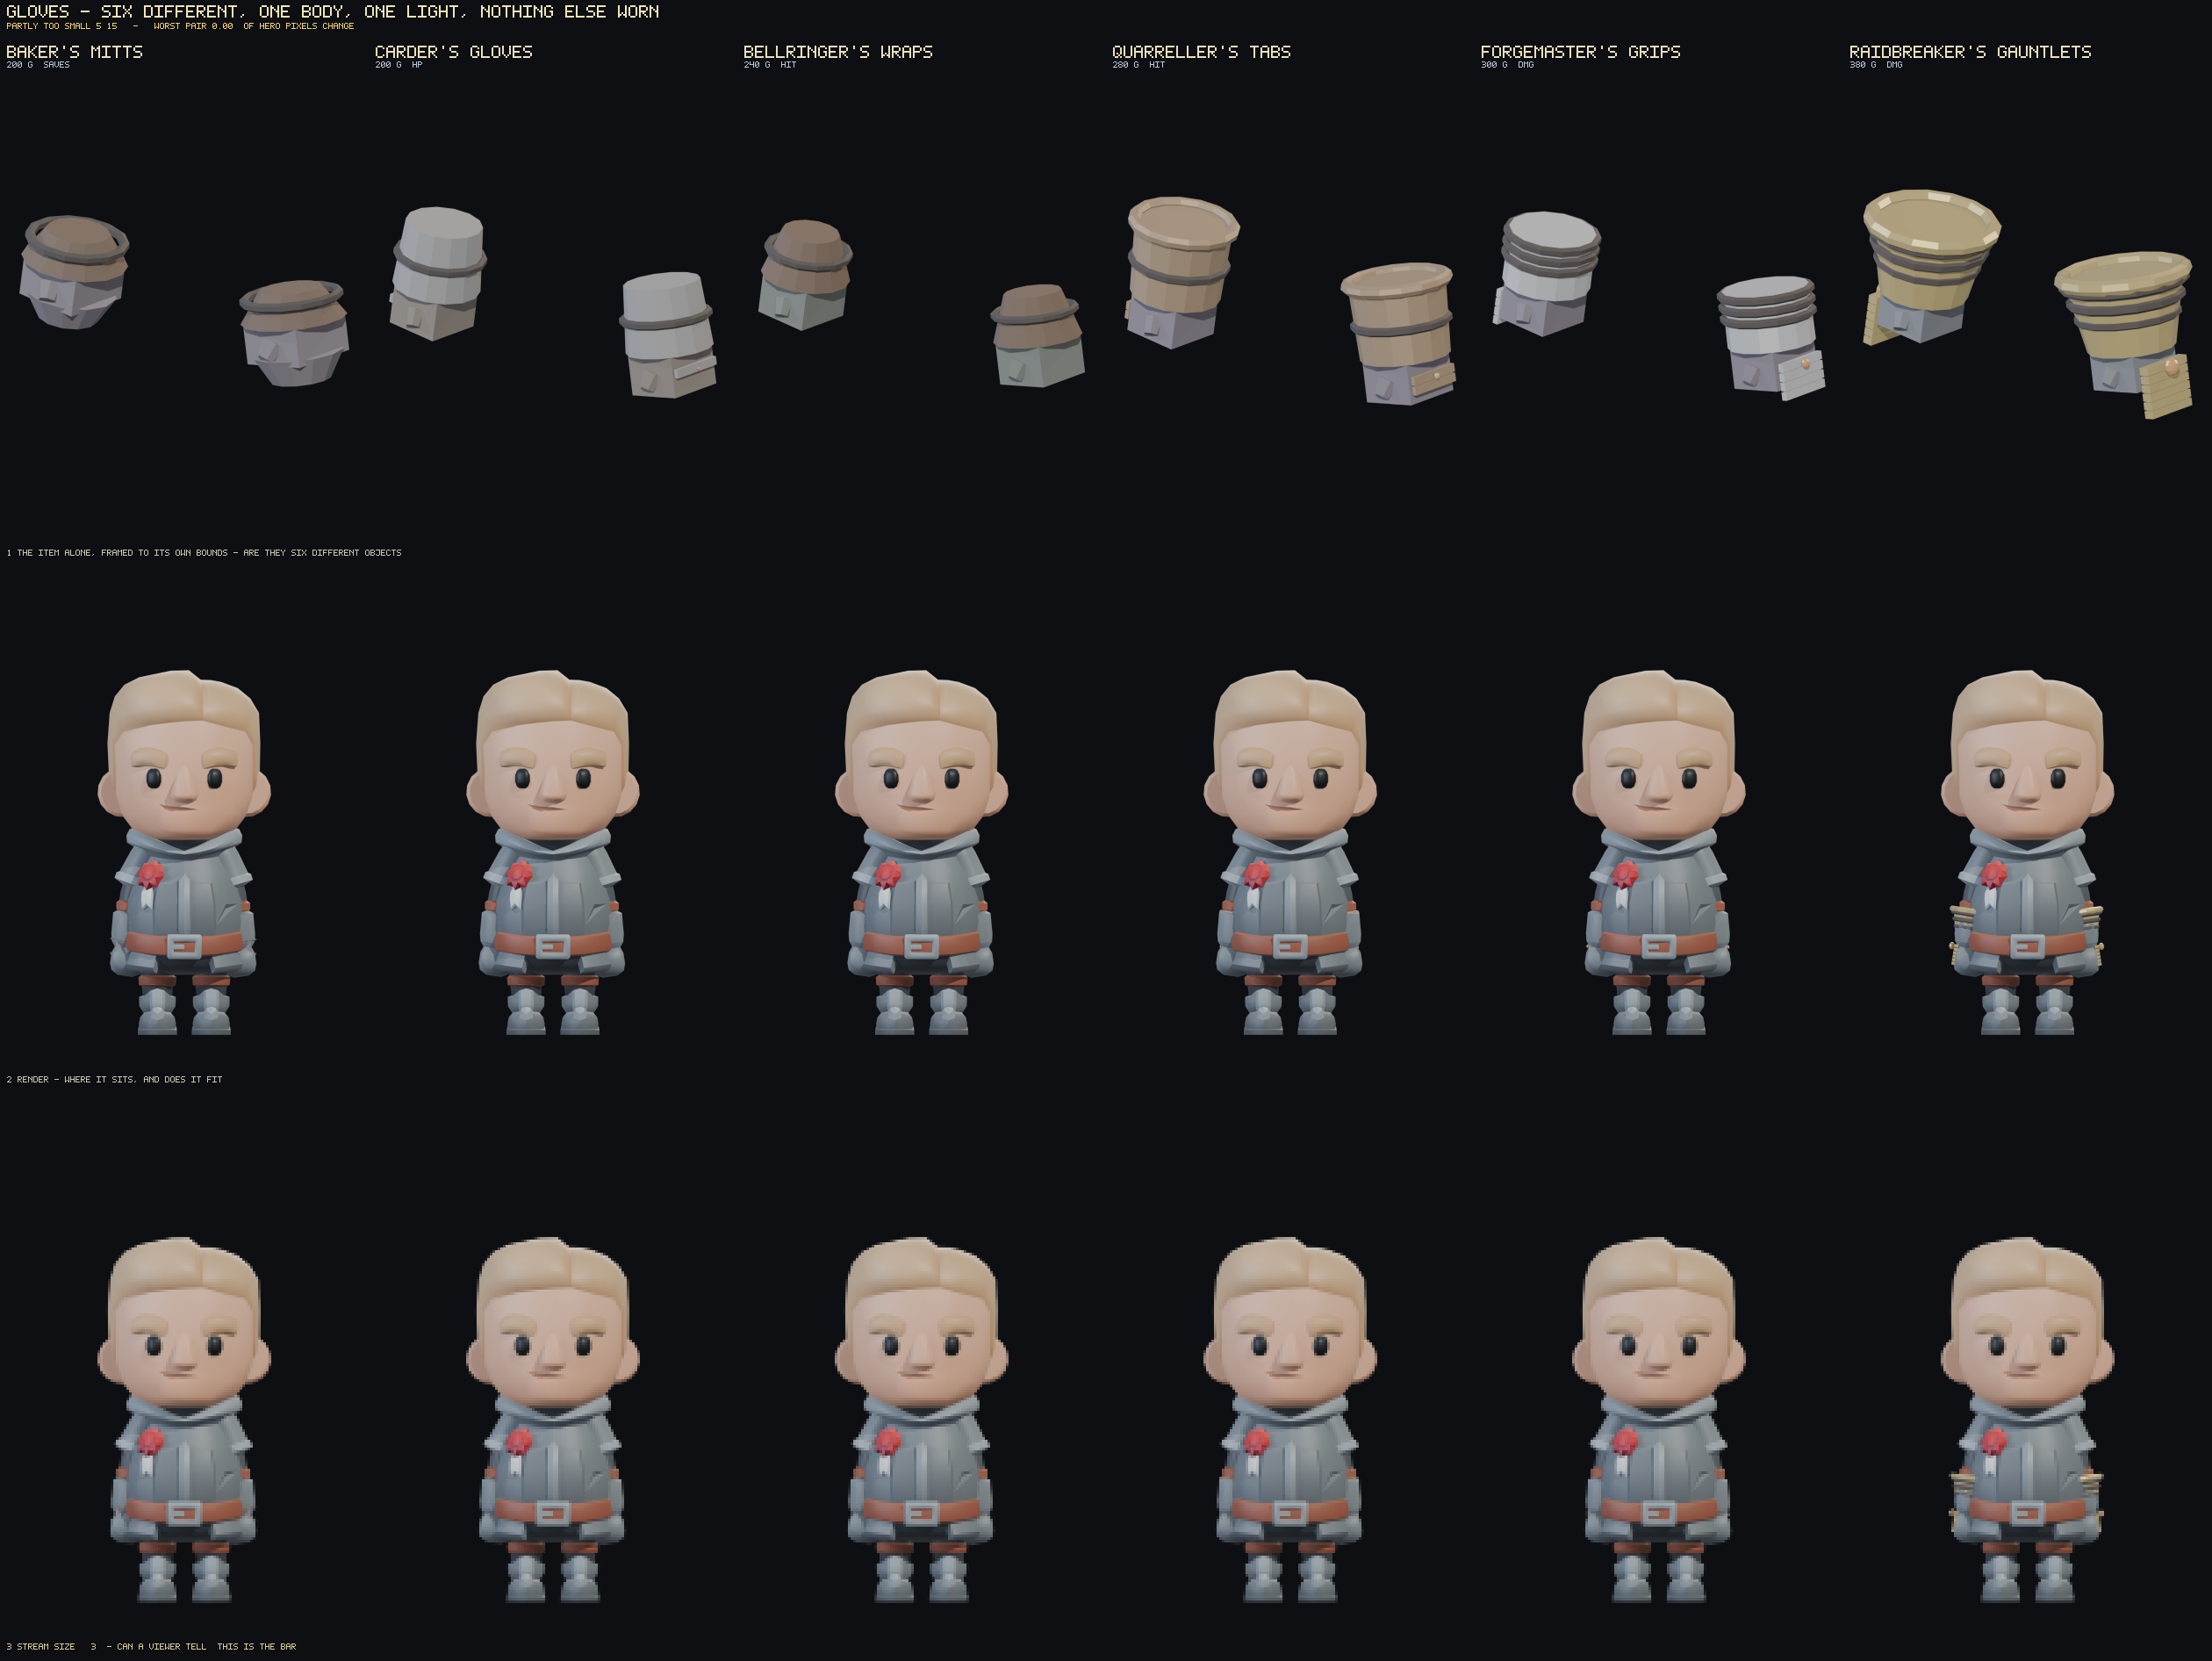 GLOVES - SIX DIFFERENT, ONE BODY, ONE LIGHT, NOTHING ELSE WORN
PARTLY TOO SMALL 5 15 - WORST PAIR 0.00 OF HERO PIXELS CHANGE
BAKER'S MITTS
200 G SAVES
CARDER'S GLOVES
200 G HP
BELLRINGER'S WRAPS
240 G HIT
QUARRELLER'S TABS
280 G HIT
FORGEMASTER'S GRIPS
300 G DMG
RAIDBREAKER'S GAUNTLETS
380 G DMG
1 THE ITEM ALONE, FRAMED TO ITS OWN BOUNDS - ARE THEY SIX DIFFERENT OBJECTS
2 RENDER - WHERE IT SITS, AND DOES IT FIT
3 STREAM SIZE 3 - CAN A VIEWER TELL THIS IS THE BAR